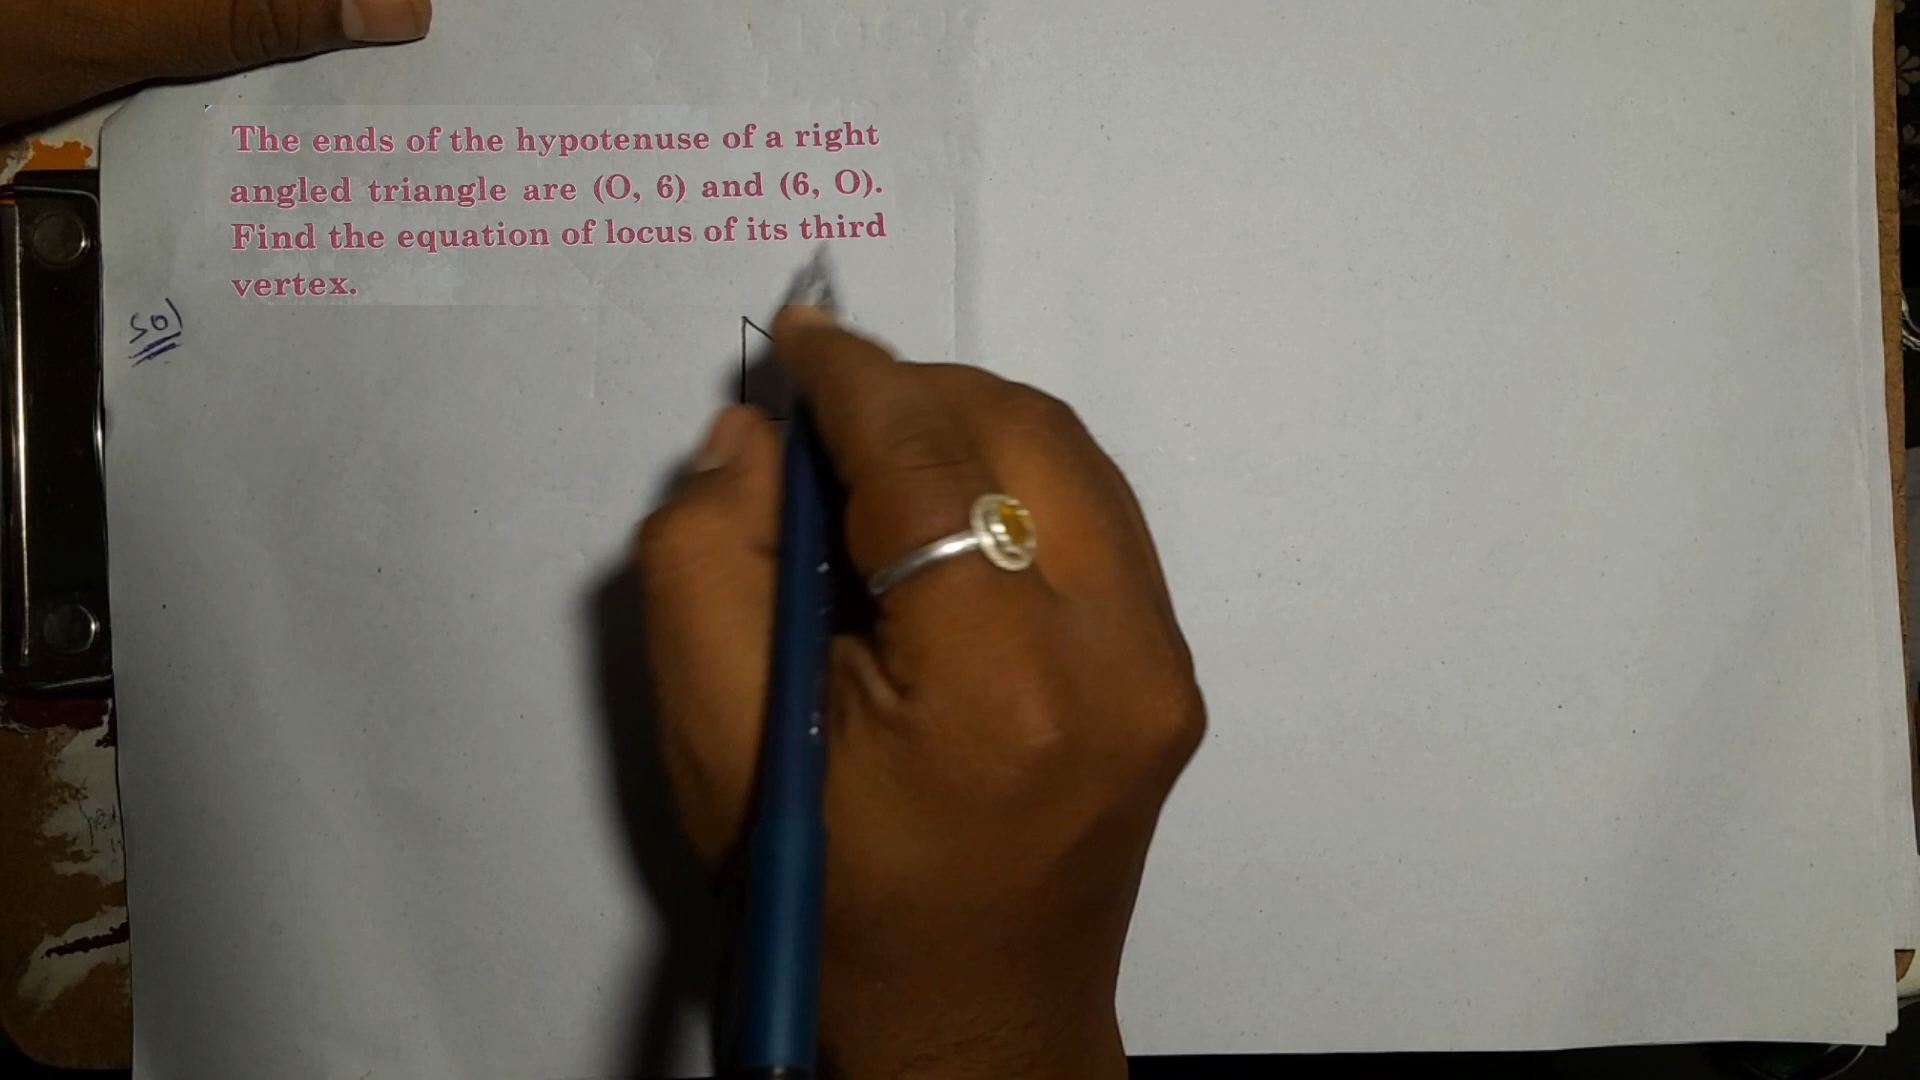 The ends of the hypotenuse of a right
angled triangle are (O, 6) and (6, O).
Find the equation of locus of its third
vertex.
Sol